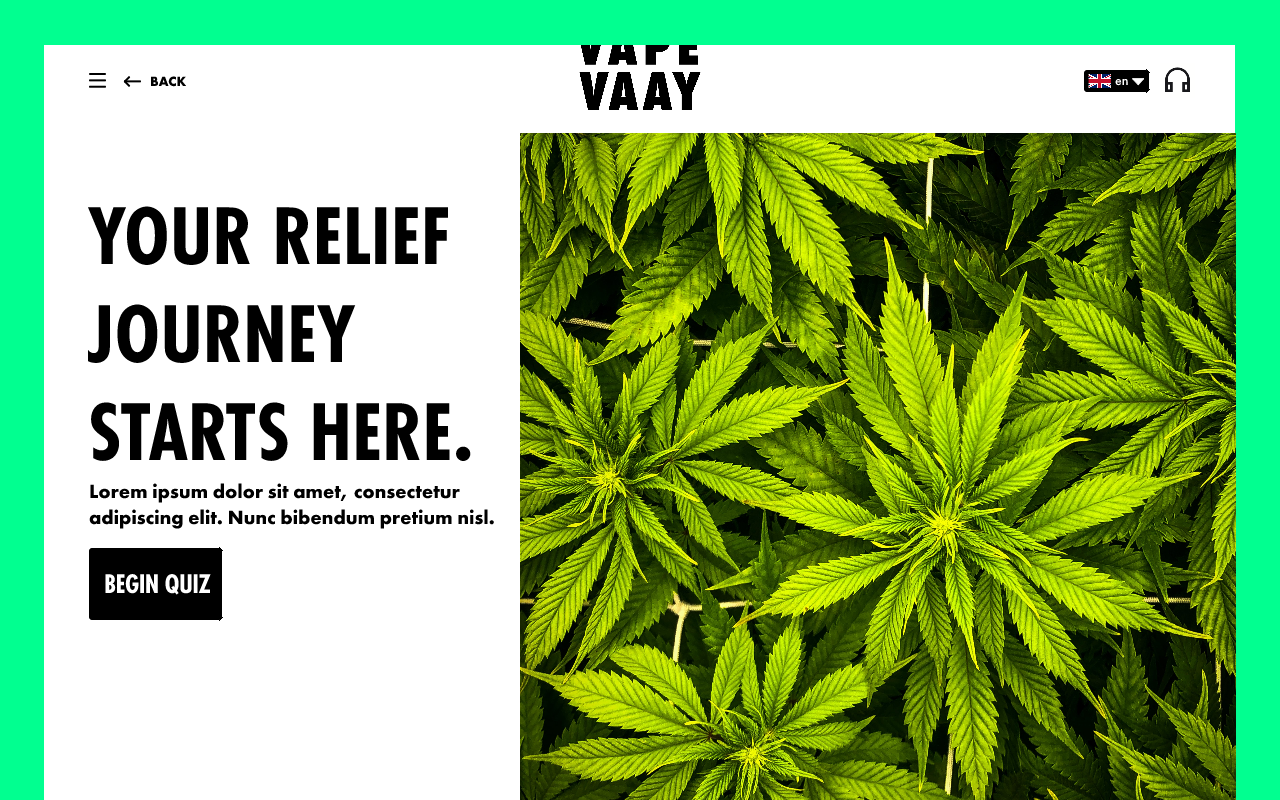 VAPE
VAAY
BACK
en
YOUR RELIEF
JOURNEY
STARTS HERE.
Lorem ipsum dolor sit amet, consectetur
adipiscing elit. Nunc bibendum pretium nisl.
BEGIN QUIZ